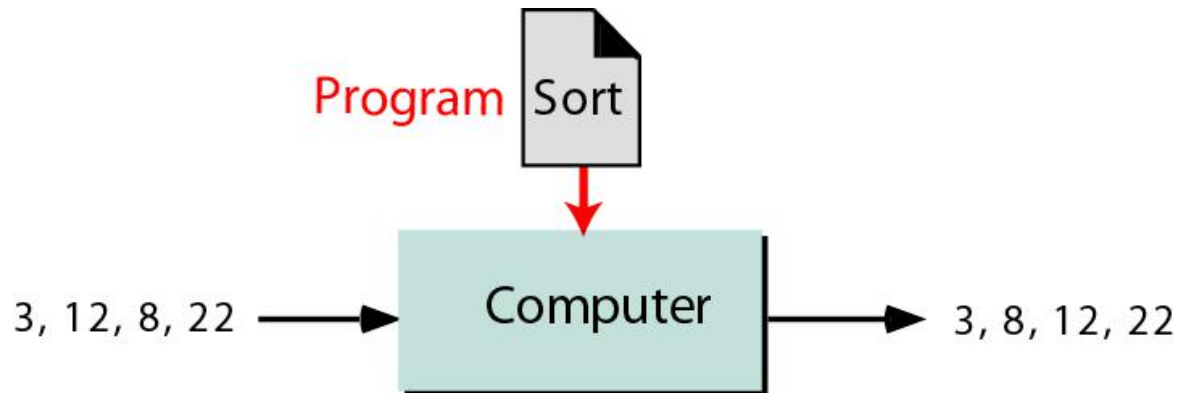 Program
Sort
3, 12, 8, 22
Computer
3, 8, 12, 22